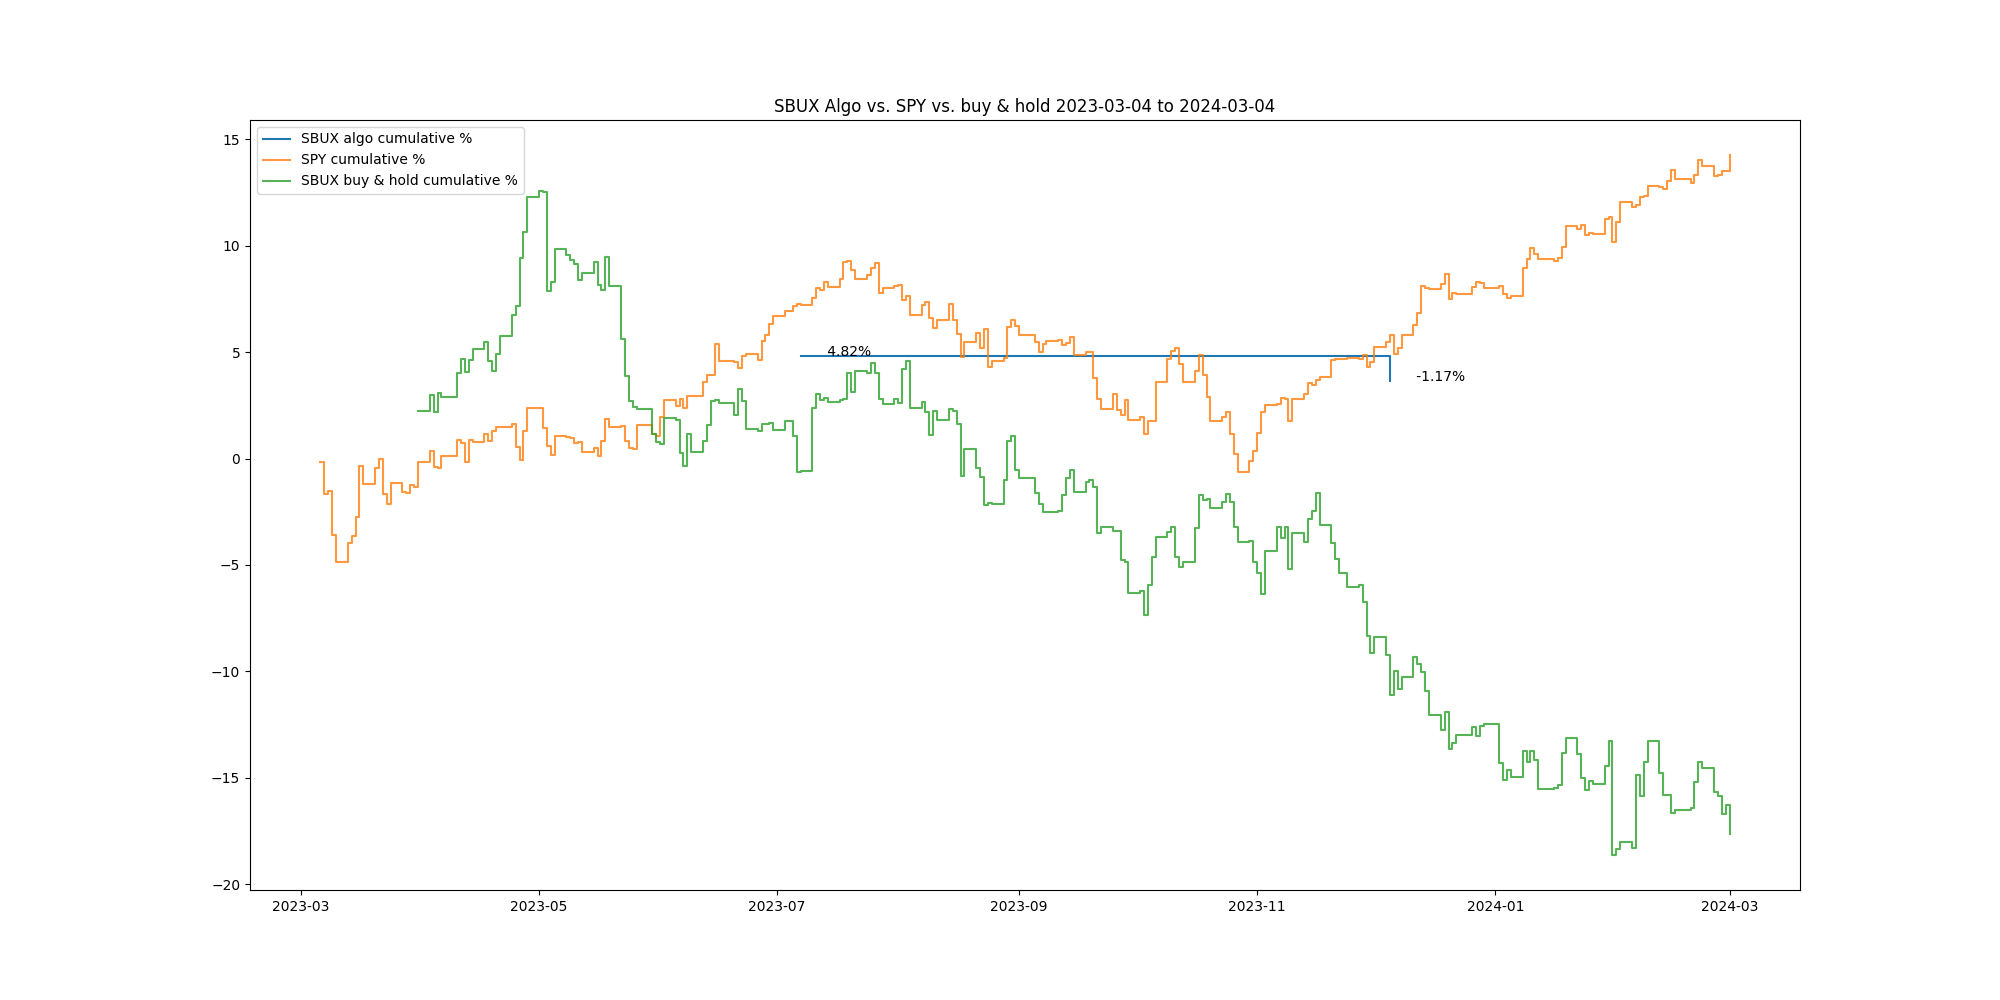 SBUX Algo vs. SPY vs. buy & hold 2023-03-04 to 2024-03-04
SBUX algo cumulative %
SPY cumulative %
SBUX buy & hold cumulative %
15
10
5
0
−5
−10
−15
−20
4.82%
-1.17%
2023-03 2023-05 2023-07 2023-09 2023-11 2024-01 2024-03